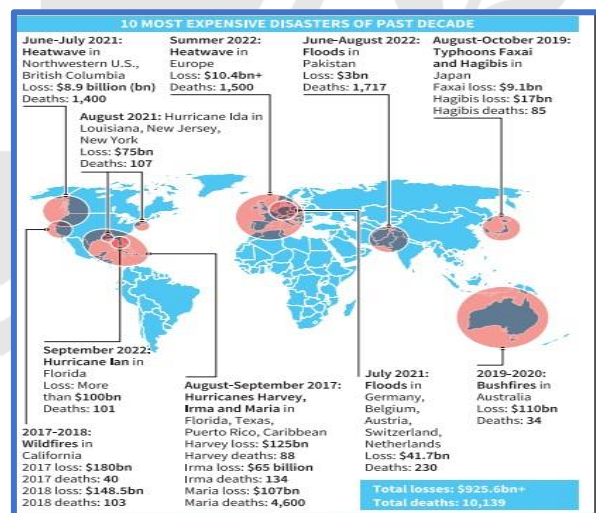 10 MOST EXPENSIVE DISASTERS OF PAST DECADE
June-July 2021:
Heatwave in
Northwestern U.S.,
British Columbia
Loss: $8.9 billion (bn)
Deaths: 1,400
Summer 2022:
Heatwave in
Europe
Loss: $10.4bn+
Deaths: 1,500
June-August 2022:
Floods in
Pakistan
Loss: $3bn
Deaths: 1,717
August-October 2019:
Typhoons Faxai
and Hagibis in
Japan
Faxai loss: $9.1bn
Hagibis loss: $17bn
Hagibis deaths: 85
August 2021: Hurricane Ida in
Louisiana, New Jersey,
New York
Loss: $75bn
Deaths: 107
September 2022:
Hurricane Ian in
Florida
Loss: More
than $100bn
Deaths: 101
2017-2018:
Wildfires in
California
2017 loss: $180bn
2017 deaths: 40
2018 loss: $148.5bn
2018 deaths: 103
August-September 2017:
Hurricanes Harvey,
Irma and Maria in
Florida, Texas,
Puerto Rico, Caribbean
Harvey loss: $125bn
Harvey deaths: 88
Irma loss: $65 billion
Irma deaths: 134
Maria loss: $107bn
Maria deaths: 4,600
July 2021:
Floods in
Germany,
Belgium,
Austria,
Switzerland,
Netherlands
Loss: $41.7bn
Deaths: 230
2019-2020:
Bushfires in
Australia
Loss: $110bn
Deaths: 34
Total losses: $925.6bn+
Total deaths: 10,139